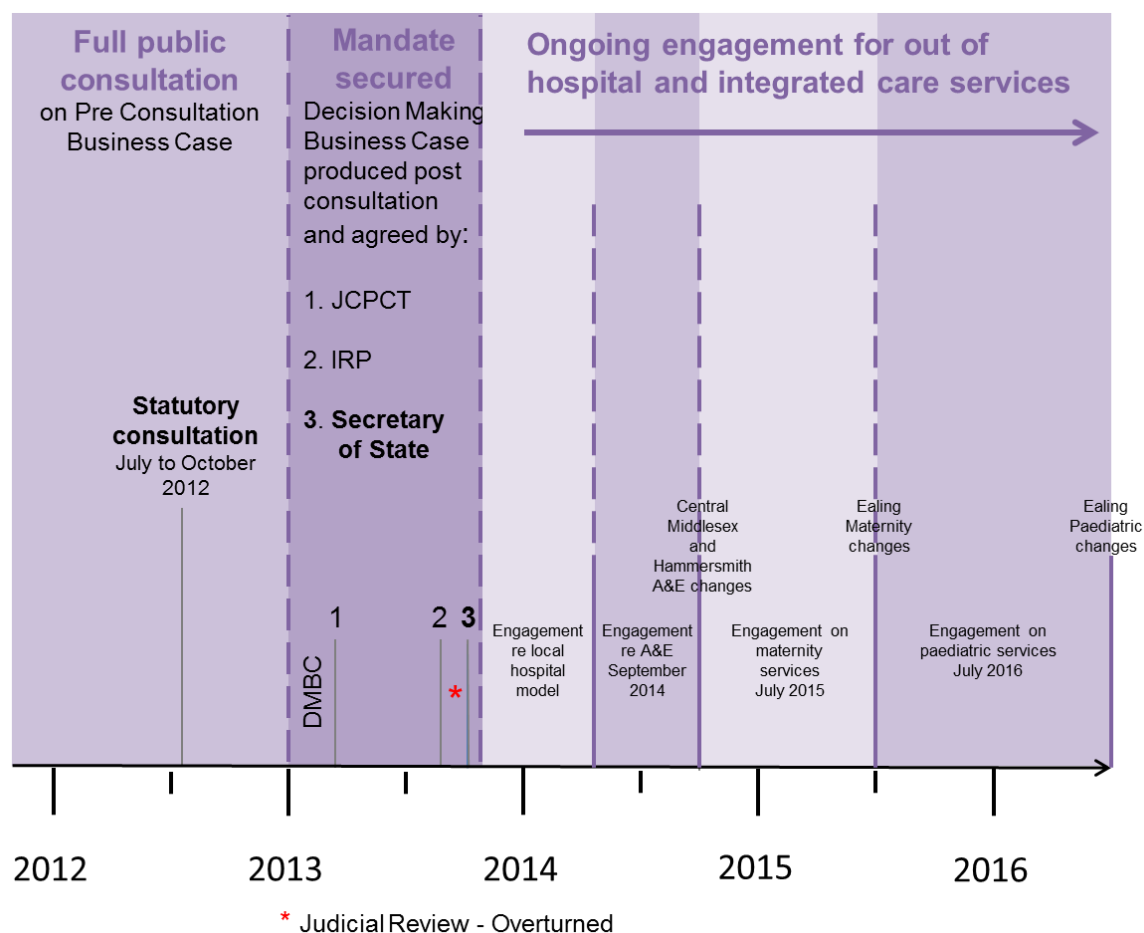 Full public
consultation
on Pre Consultation
Business Case
Statutory
consultation
July to October
2012
Mandate
secured
Decision Making
Business Case
produced post
consultation
and agreed by:
1. JCPCT
2. IRP
3. Secretary
of State
DMBC
1
2
3
*
Ongoing engagement for out of
hospital and integrated care services
Engagement
re local
hospital
model
Engagement
re A&E
September
2014
Central
Middlesex
and
Hammersmith
A&E changes
Engagement on
maternity
services
July 2015
Ealing
Maternity
changes
Engagement on
paediatric services
July 2016
Ealing
Paediatric
changes
2012
2013
2014
2015
2016
* Judicial Review - Overturned